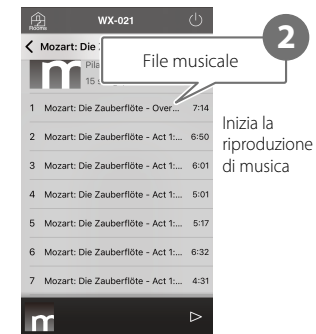 Rooms
WX-021
Mozart: Die
File musicale
2
m
15
1 Mozart: Die Zauberflöte - Over... 7:14
2 Mozart: Die Zauberflöte - Act 1:... 6:50
3 Mozart: Die Zauberflöte - Act 1:... 6:01
4 Mozart: Die Zauberflöte - Act 1:... 5:01
5 Mozart: Die Zauberflöte - Act 1:... 5:17
6 Mozart: Die Zauberflöte - Act 1:... 6:32
7 Mozart: Die Zauberflöte - Act 1:... 4:31
Inizia la
riproduzione
di musica
m